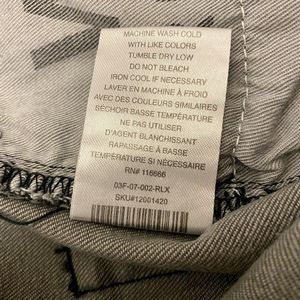 MACHINE WASH COLD
WITH LIKE COLORS
TUMBLE DRY LOW
DO NOT BLEACH
IRON COOL IF NECESSARY
LAVER EN MACHINE À FROID
AVEC DES COULEURS SIMILAIRES
SÉCHOIR BASSE TEMPÉRATURE
NE PAS UTILISER
D'AGENT BLANCHISSANT
RAPASSAGE À BASSE
TEMPÉRATURE SI NÉCESSAIRE
RN# 116666
03F-07-002-RLX
SKU#12001420